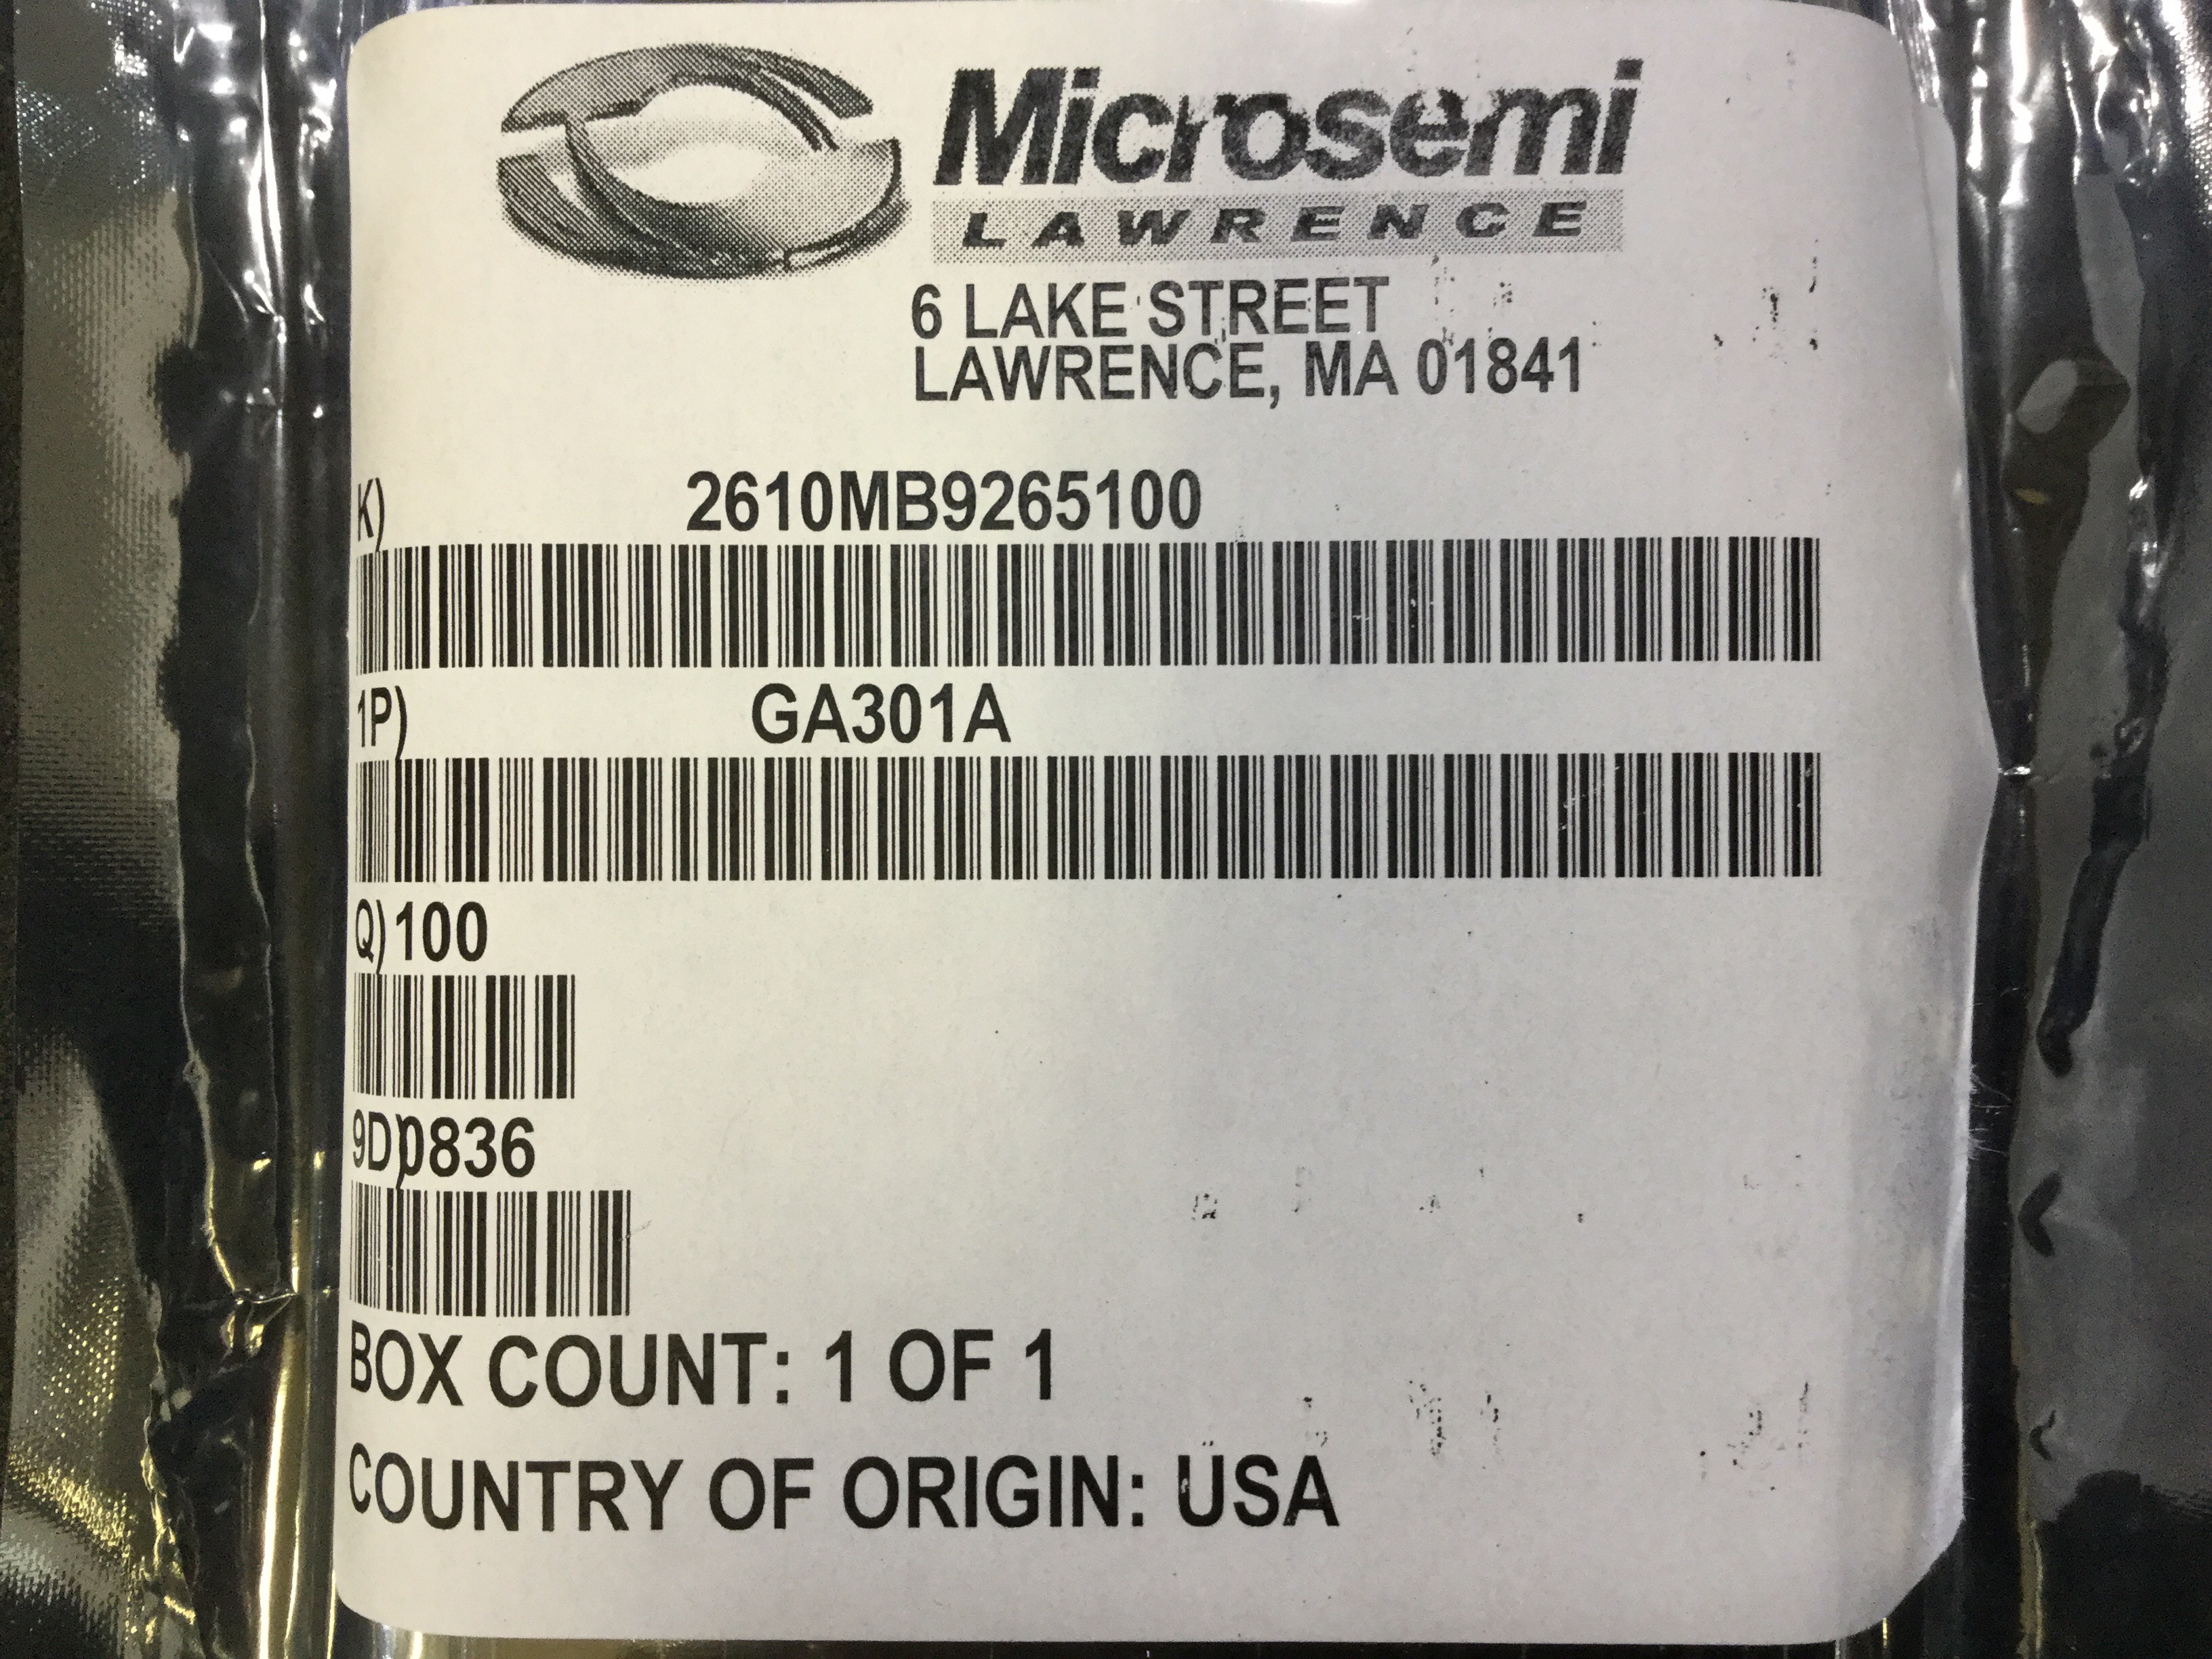 Microsemi
LAWRENCE
6 LAKE STREET
LAWRENCE, MA 01841
K) 2610MB9265100
1P) GA301A
Q) 100
9D) 0836
BOX COUNT: 1 OF 1
COUNTRY OF ORIGIN: USA